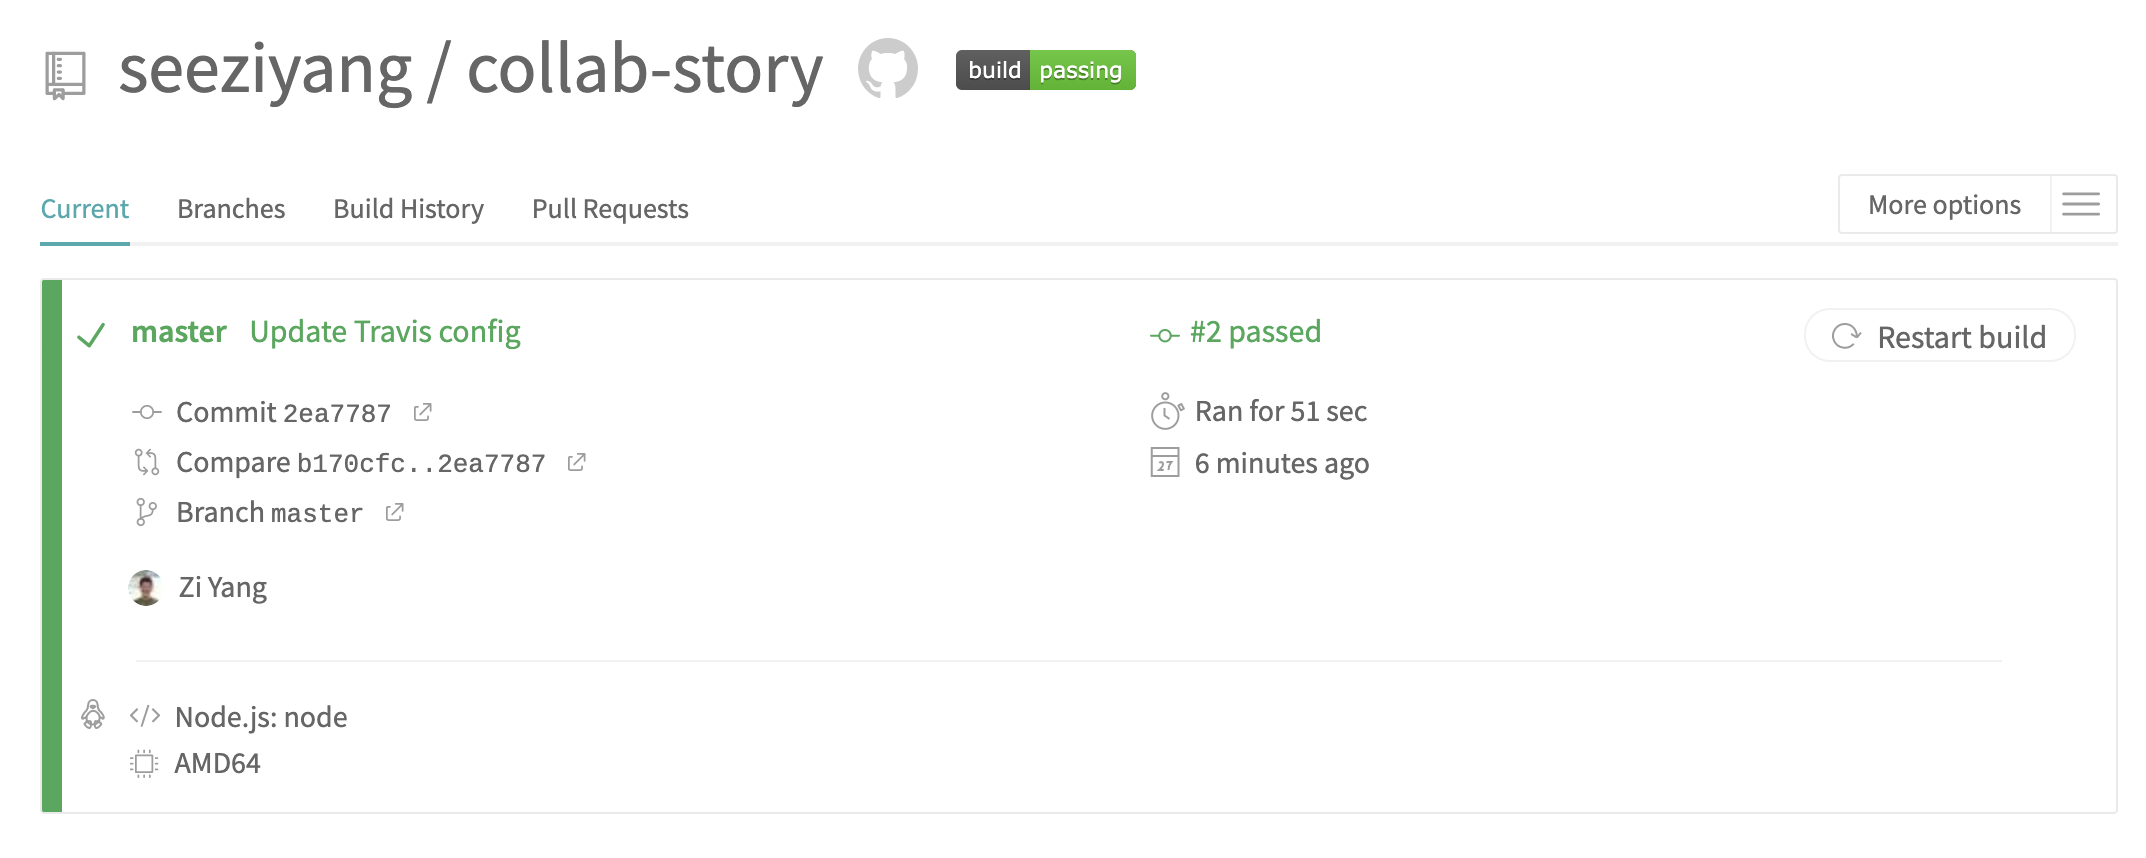 seeziyang / collab-story build passing
Current Branches Build History Pull Requests More options
master Update Travis config
Commit 2ea7787
Compare b170cfc..2ea7787
Branch master
Zi Yang
#2 passed
Ran for 51 sec
27 6 minutes ago
Restart build
Node.js: node
AMD64